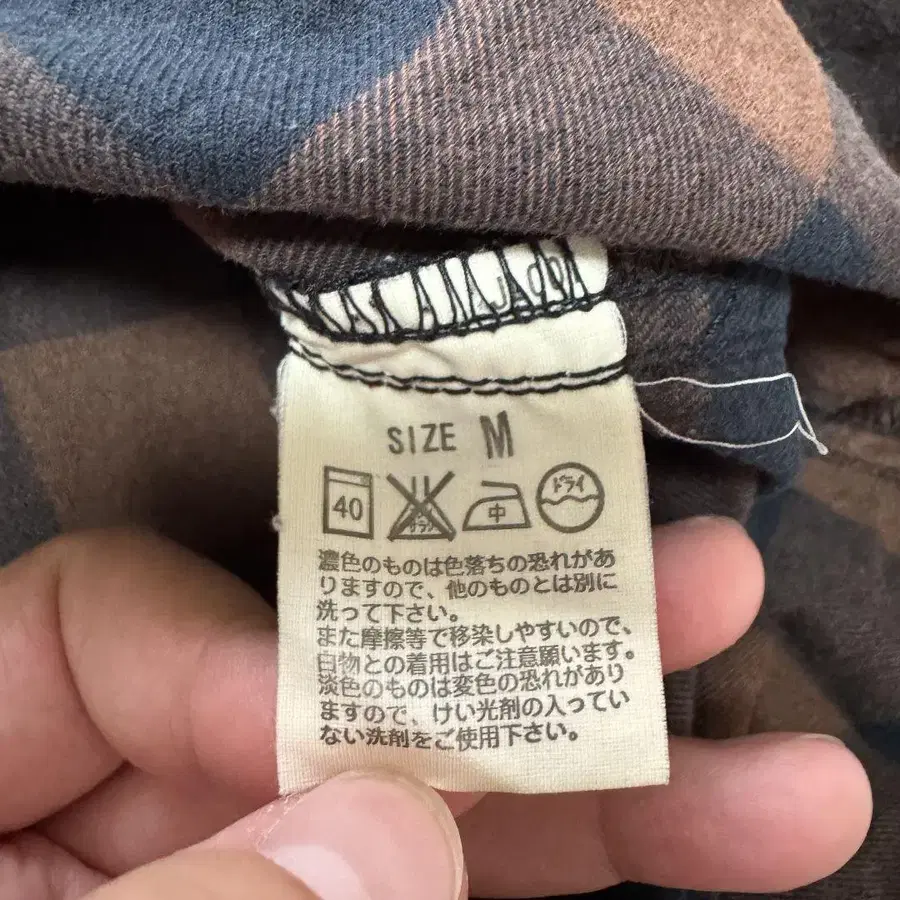 SIZE M
40 中 ドライ
濃色のものは色落ちの恐れがあ
りますので、他のものとは別に
洗って下さい。
また摩擦等で移染しやすいので、
白物との着用はご注意願います。
淡色のものは変色の恐れがあり
ますので、けい光剤の入ってい
ない洗剤をご使用下さい。